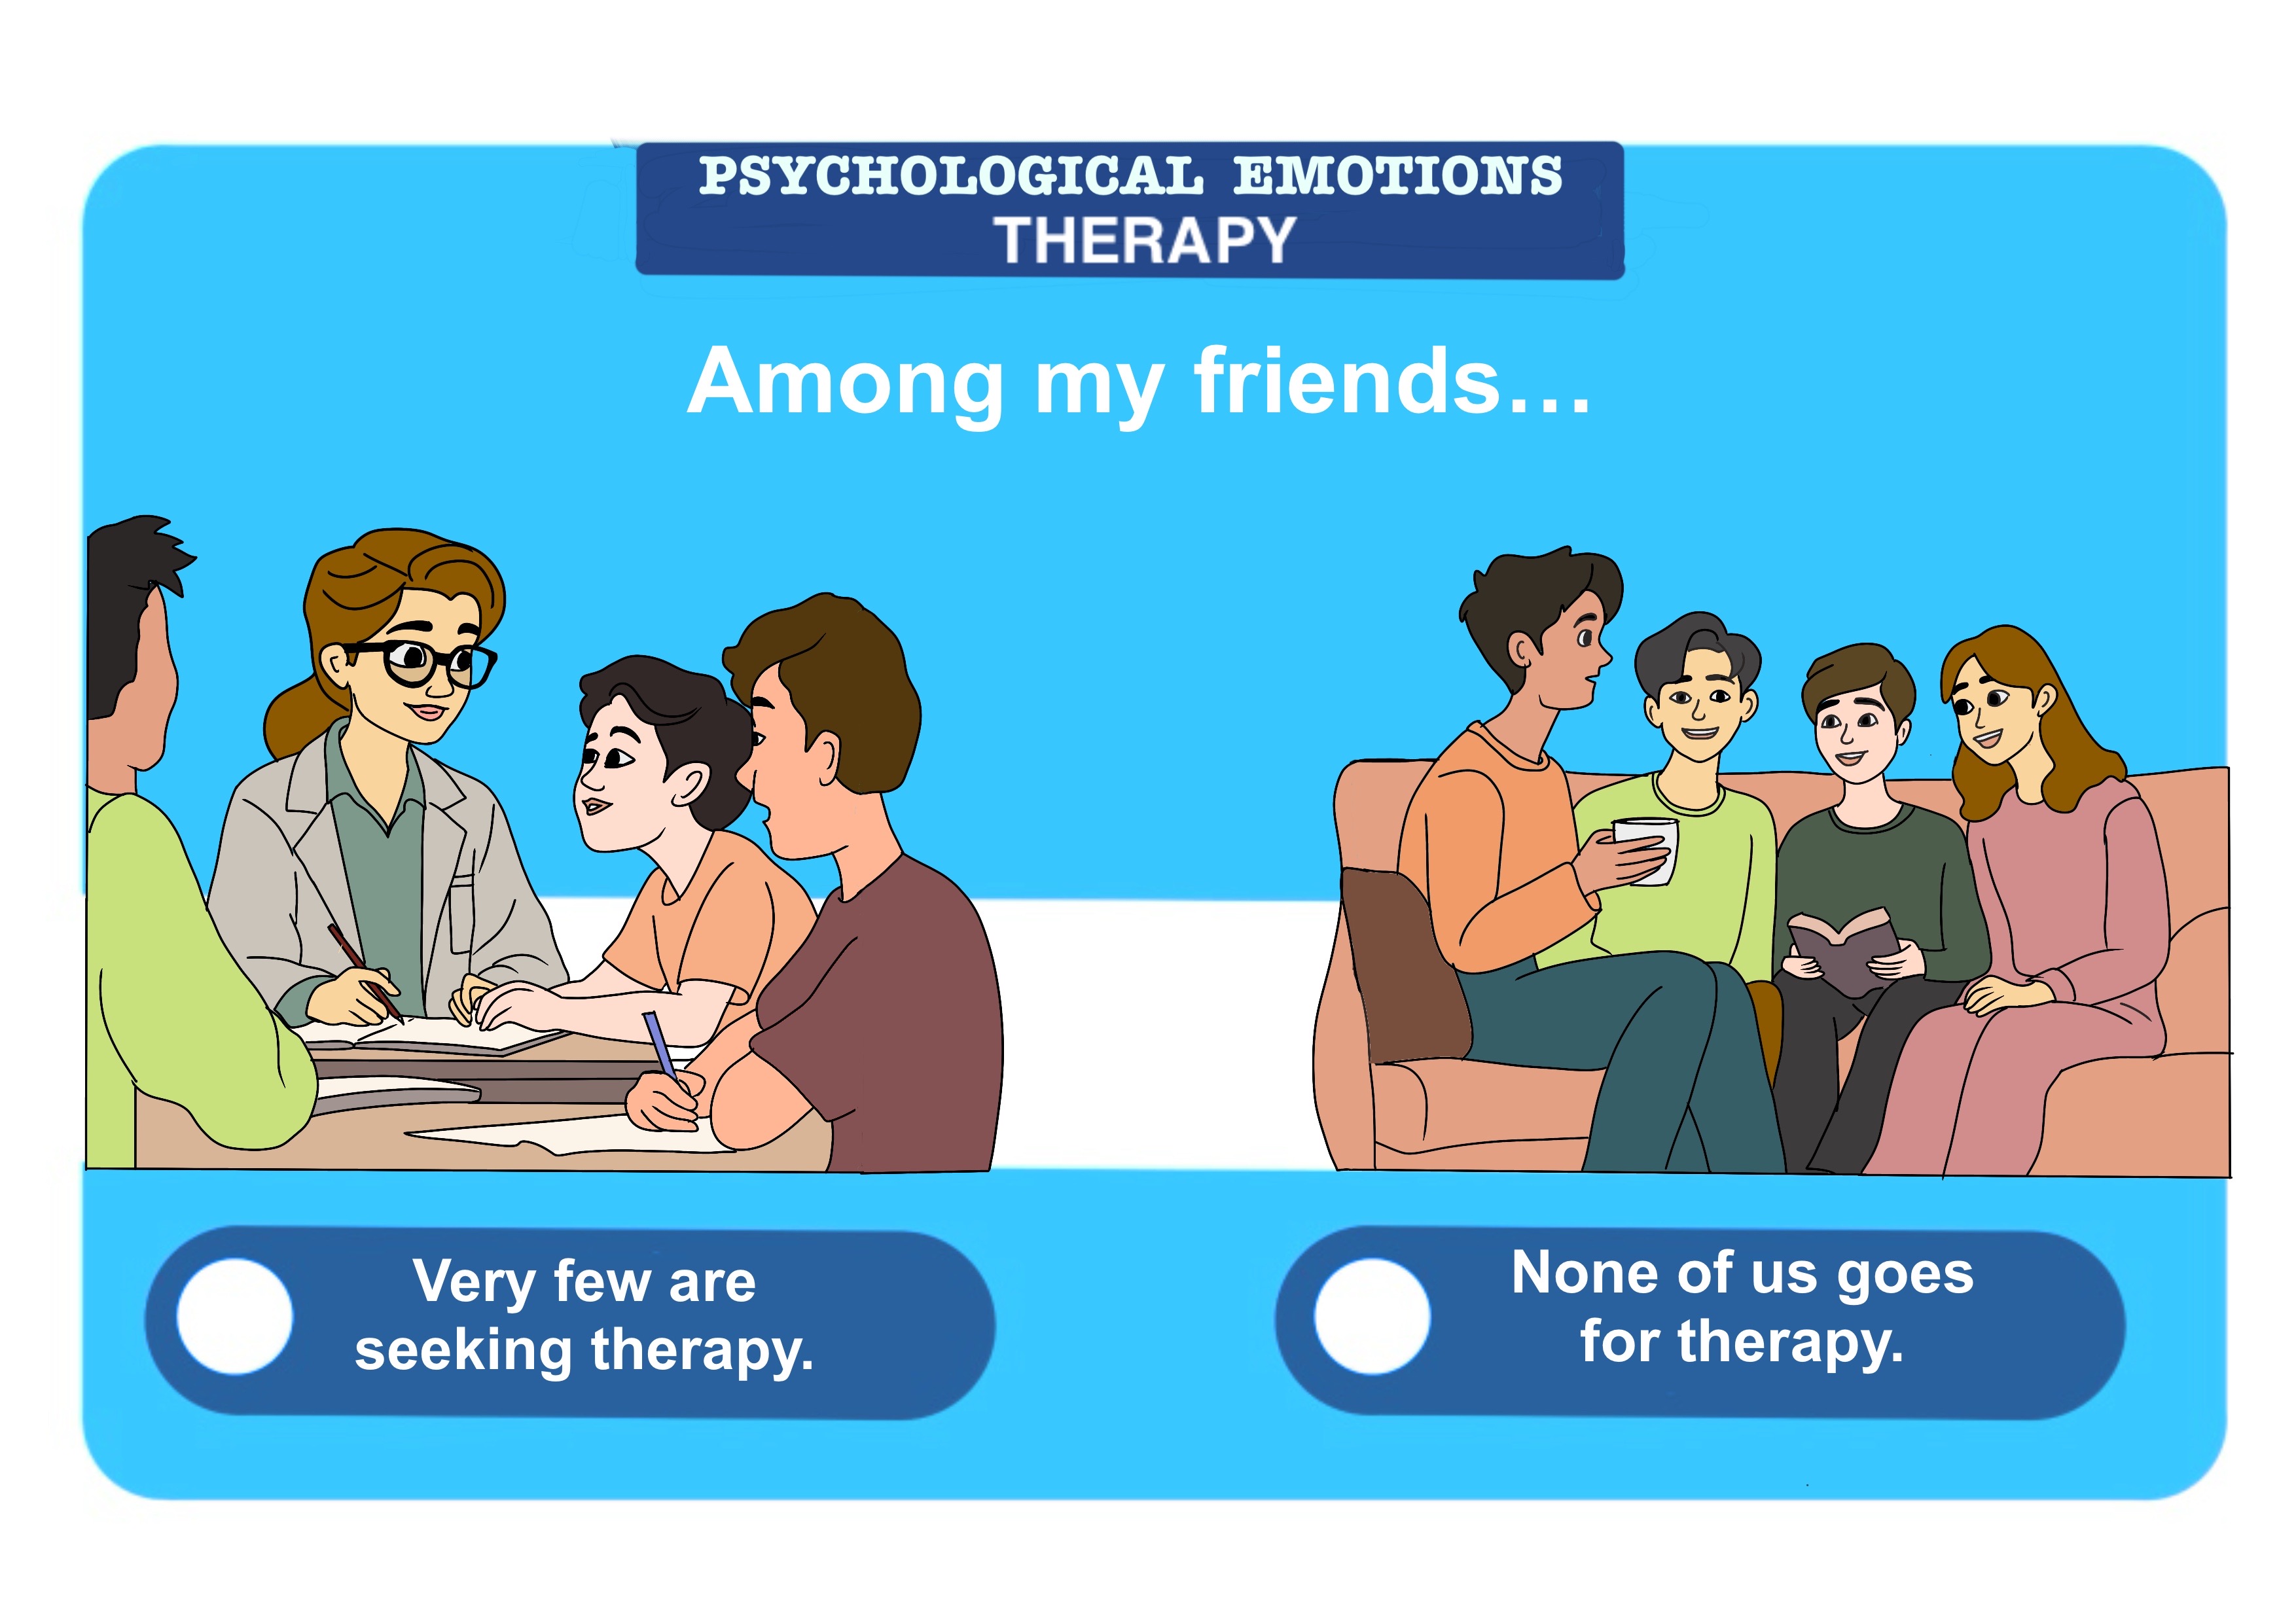 PSYCHOLOGICAL EMOTIONS
THERAPY
Among my friends...
Very few are
seeking therapy.
None of us goes
for therapy.